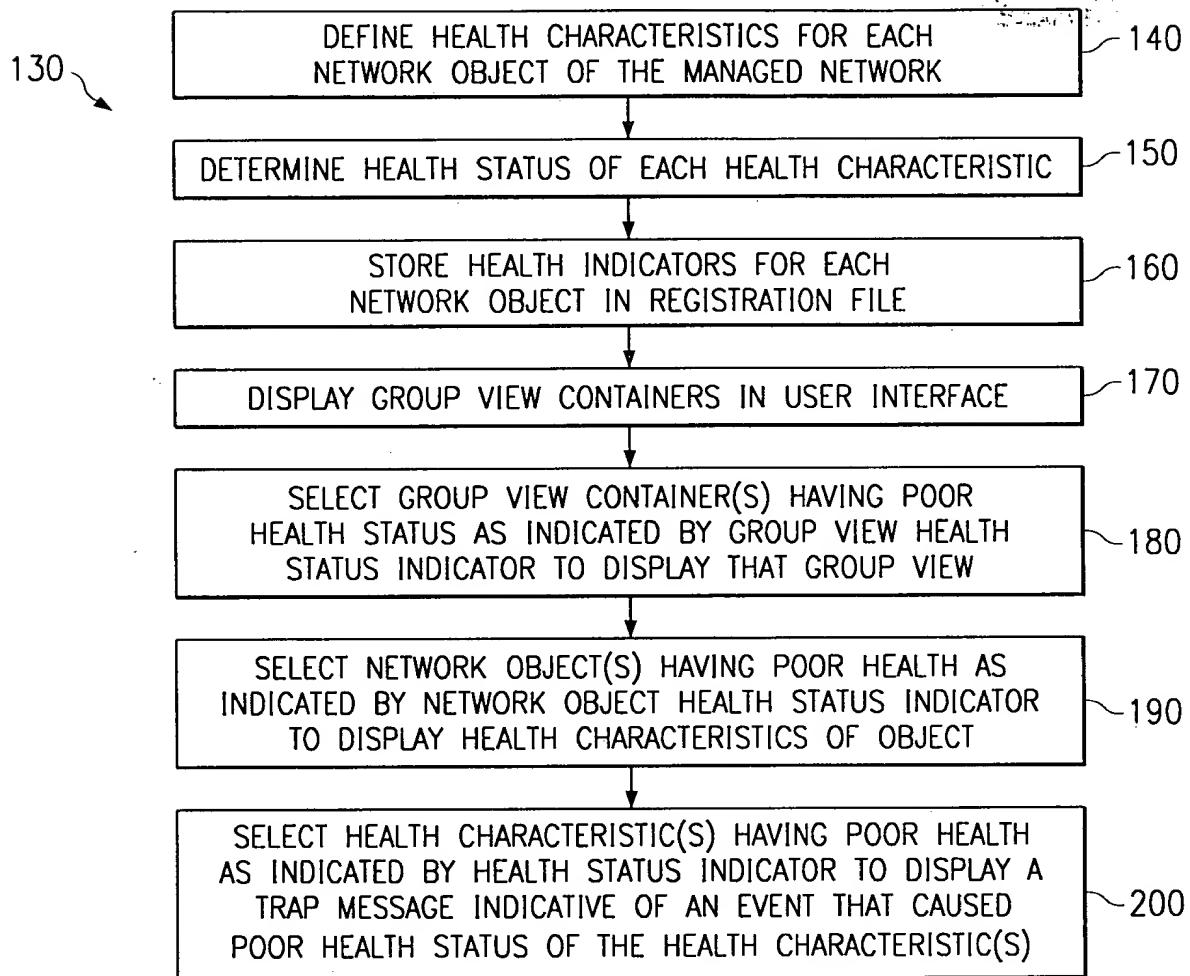 130
DEFINE HEALTH CHARACTERISTICS FOR EACH
NETWORK OBJECT OF THE MANAGED NETWORK
140
DETERMINE HEALTH STATUS OF EACH HEALTH CHARACTERISTIC
150
STORE HEALTH INDICATORS FOR EACH
NETWORK OBJECT IN REGISTRATION FILE
160
DISPLAY GROUP VIEW CONTAINERS IN USER INTERFACE
170
SELECT GROUP VIEW CONTAINER(S) HAVING POOR
HEALTH STATUS AS INDICATED BY GROUP VIEW HEALTH
STATUS INDICATOR TO DISPLAY THAT GROUP VIEW
180
SELECT NETWORK OBJECT(S) HAVING POOR HEALTH AS
INDICATED BY NETWORK OBJECT HEALTH STATUS INDICATOR
TO DISPLAY HEALTH CHARACTERISTICS OF OBJECT
190
SELECT HEALTH CHARACTERISTIC(S) HAVING POOR HEALTH
AS INDICATED BY HEALTH STATUS INDICATOR TO DISPLAY A
TRAP MESSAGE INDICATIVE OF AN EVENT THAT CAUSED
POOR HEALTH STATUS OF THE HEALTH CHARACTERISTIC(S)
200